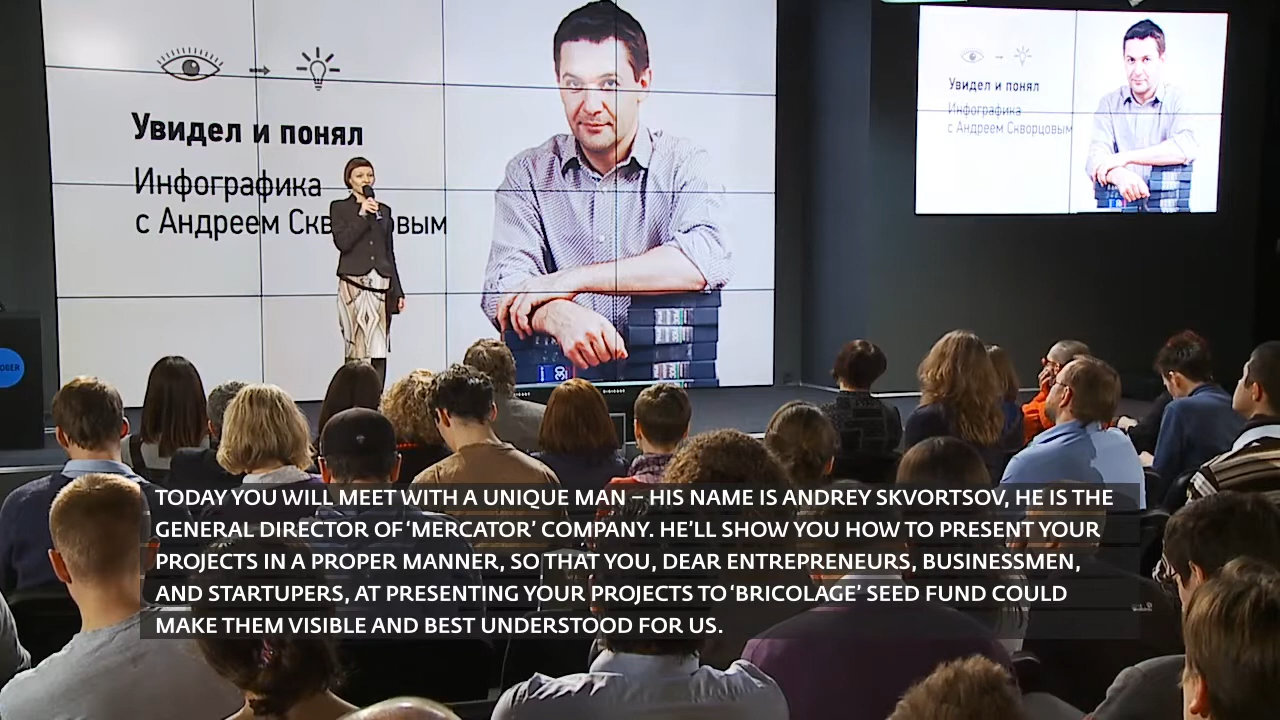 Увидел и понял
Инфографика
с Андреем Скв овым
Увидел и понял
Инфографика
с Андреем Скворцовым
OBER
TODAY YOU WILL MEET WITH A UNIQUE MAN – HIS NAME IS ANDREY SKVORTSOV, HE IS THE
GENERAL DIRECTOR OF ‘MERCATOR’ COMPANY. HE’LL SHOW YOU HOW TO PRESENT YOUR
PROJECTS IN A PROPER MANNER, SO THAT YOU, DEAR ENTREPRENEURS, BUSINESSMEN,
AND STARTUPERS, AT PRESENTING YOUR PROJECTS TO ‘BRICOLAGE’ SEED FUND COULD
MAKE THEM VISIBLE AND BEST UNDERSTOOD FOR US.